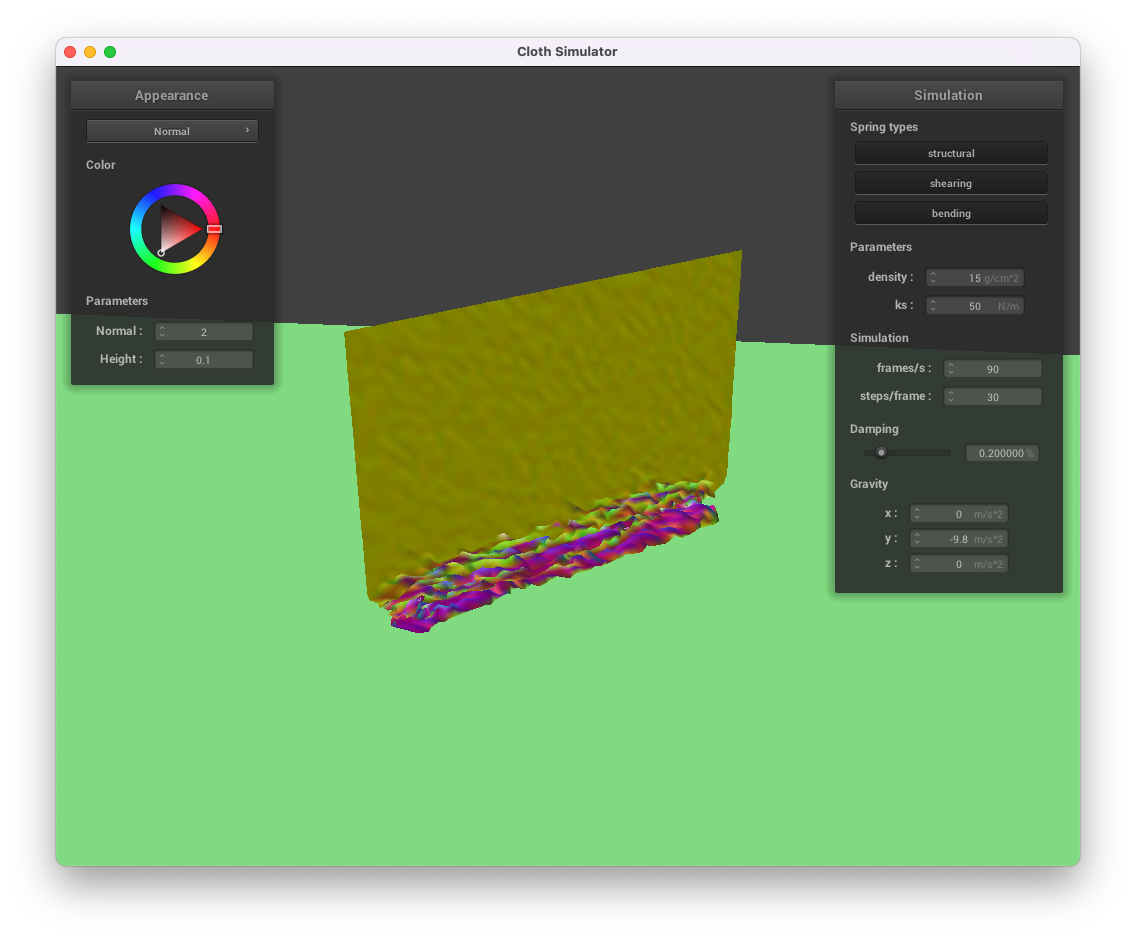 Cloth Simulator
Appearance
Normal
Color
Parameters
Normal : 2
Height : 0.1
Simulation
Spring types
structural
shearing
bending
Parameters
density : 15 g/cm^2
ks : 50 N/m
Simulation
frames/s : 90
steps/frame : 30
Damping
0.200000 %
Gravity
x : 0 m/s^2
y : -9.8 m/s^2
z : 0 m/s^2